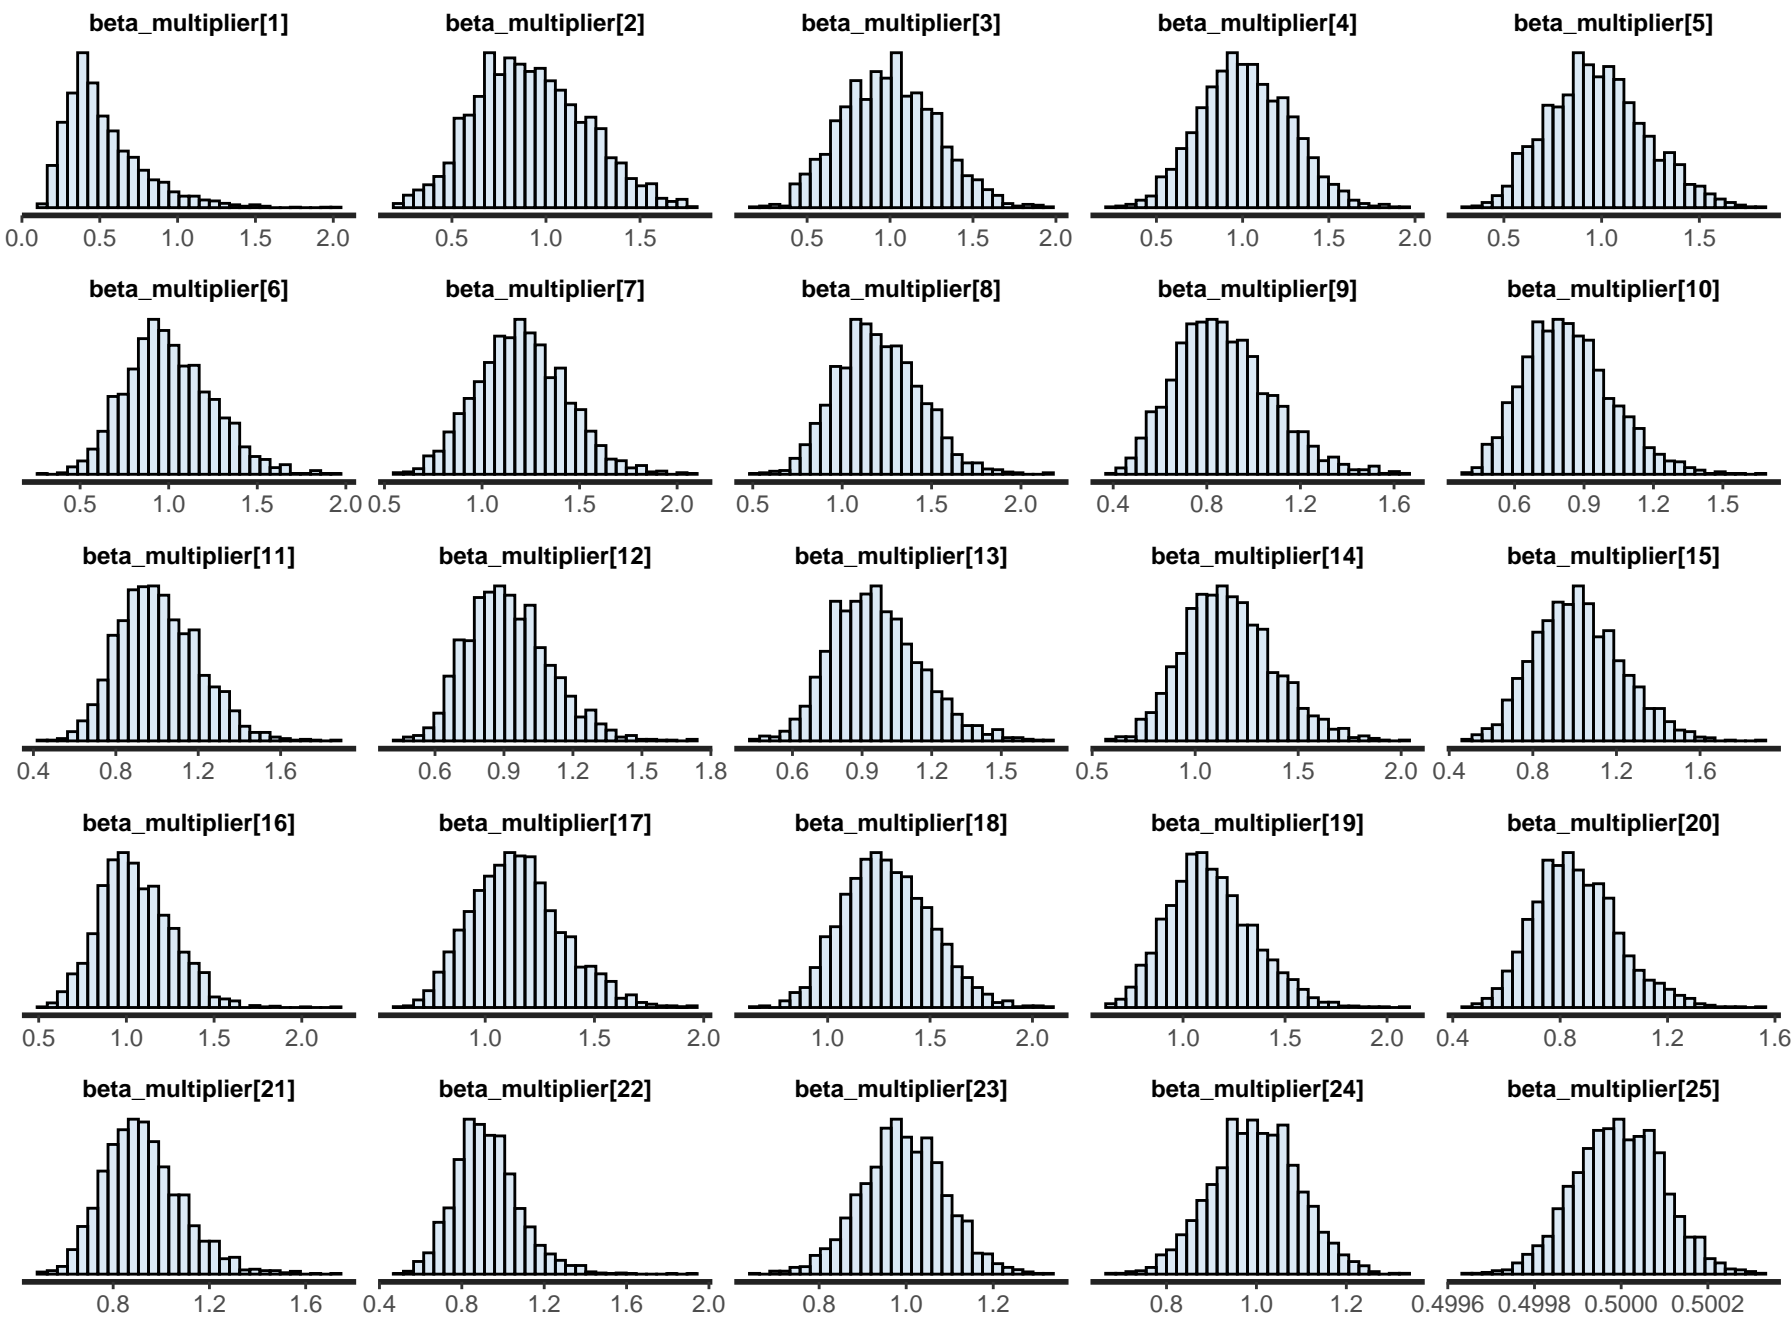 beta_multiplier[1] beta_multiplier[2] beta_multiplier[3] beta_multiplier[4] beta_multiplier[5]
0.0 0.5 1.0 1.5 2.0 0.5 1.0 1.5 0.5 1.0 1.5 2.0 0.5 1.0 1.5 2.0 0.5 1.0 1.5
beta_multiplier[6] beta_multiplier[7] beta_multiplier[8] beta_multiplier[9] beta_multiplier[10]
0.5 1.0 1.5 2.0 0.5 1.0 1.5 2.0 0.5 1.0 1.5 2.0 0.4 0.8 1.2 1.6 0.6 0.9 1.2 1.5
beta_multiplier[11] beta_multiplier[12] beta_multiplier[13] beta_multiplier[14] beta_multiplier[15]
0.4 0.8 1.2 1.6 0.6 0.9 1.2 1.5 1.8 0.6 0.9 1.2 1.5 0.5 1.0 1.5 2.0 0.4 0.8 1.2 1.6
beta_multiplier[16] beta_multiplier[17] beta_multiplier[18] beta_multiplier[19] beta_multiplier[20]
0.5 1.0 1.5 2.0 1.0 1.5 2.0 1.0 1.5 2.0 1.0 1.5 2.0 0.4 0.8 1.2 1.6
beta_multiplier[21] beta_multiplier[22] beta_multiplier[23] beta_multiplier[24] beta_multiplier[25]
0.8 1.2 1.6 0.4 0.8 1.2 1.6 2.0 0.8 1.0 1.2 0.8 1.0 1.2 0.4996 0.4998 0.5000 0.5002